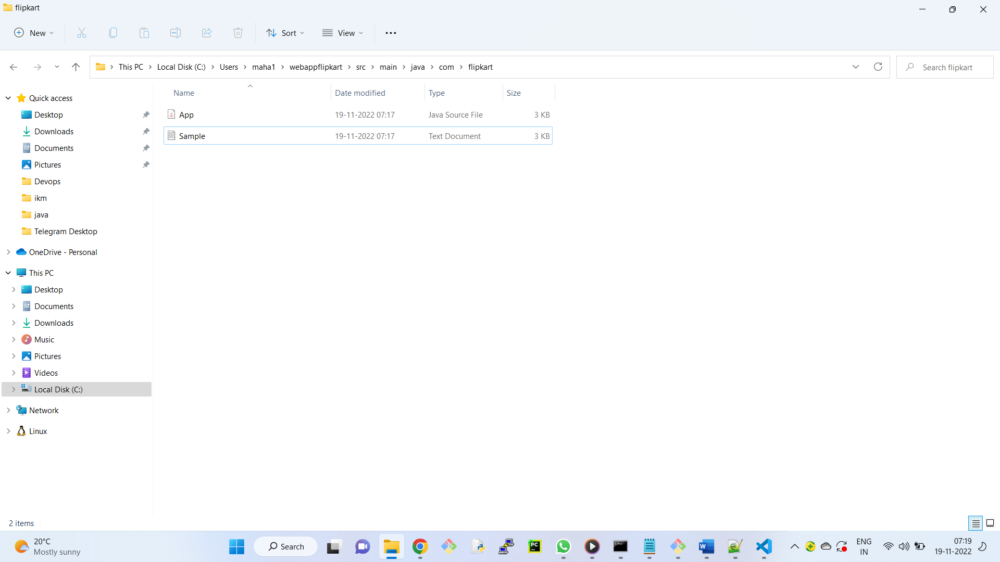 flipkart
New
Sort
View
This PC
Local Disk (C:)
Users
maha1
webappflipkart
src
main
java
com
flipkart
Search flipkart
Name
Date modified
Type
Size
App
19-11-2022 07:17
Java Source File
3 KB
Sample
19-11-2022 07:17
Text Document
3 KB
Quick access
Desktop
Downloads
Documents
Pictures
Devops
ikm
java
Telegram Desktop
OneDrive - Personal
This PC
Desktop
Documents
Downloads
Music
Pictures
Videos
Local Disk (C:)
Network
Linux
2 items
20°C
Mostly sunny
Search
PC
W
ENG
IN
07:19
19-11-2022